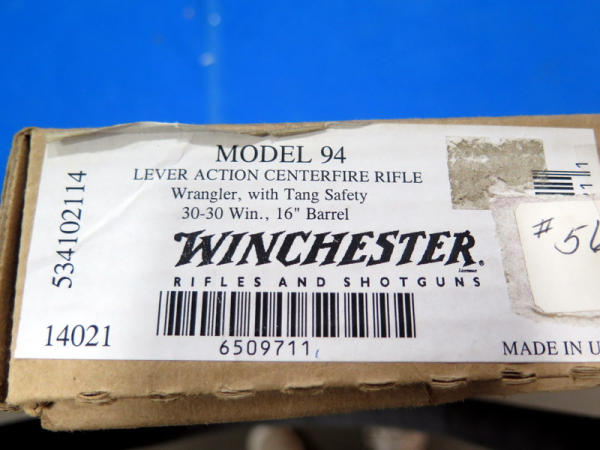 MODEL 94
LEVER ACTION CENTERFIRE RIFLE
Wrangler, with Tang Safety
30-30 Win., 16" Barrel
WINCHESTER.
RIFLES AND SHOTGUNS
534102114
14021
6509711
MADE IN U
# 56